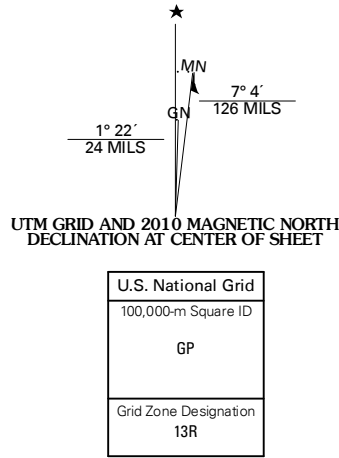 ★
MN
7° 4´
126 MILS
GN
1° 22´
24 MILS
UTM GRID AND 2010 MAGNETIC NORTH
DECLINATION AT CENTER OF SHEET
U.S. National Grid
100,000-m Square ID
GP
Grid Zone Designation
13R